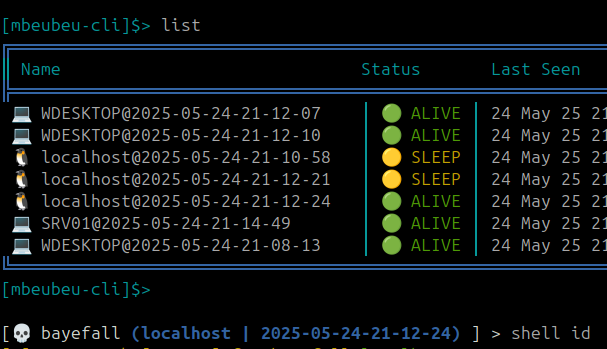 [mbeubeu-cli]$> list
Name Status Last Seen
WDESKTOP@2025-05-24-21-12-07 ALIVE 24 May 25 21
WDESKTOP@2025-05-24-21-12-10 ALIVE 24 May 25 21
localhost@2025-05-24-21-10-58 SLEEP 24 May 25 21
localhost@2025-05-24-21-12-21 SLEEP 24 May 25 21
localhost@2025-05-24-21-12-24 ALIVE 24 May 25 21
SRV01@2025-05-24-21-14-49 ALIVE 24 May 25 21
WDESKTOP@2025-05-24-21-08-13 ALIVE 24 May 25 21
[mbeubeu-cli]$>
[💀 bayefall (localhost | 2025-05-24-21-12-24) ] > shell id